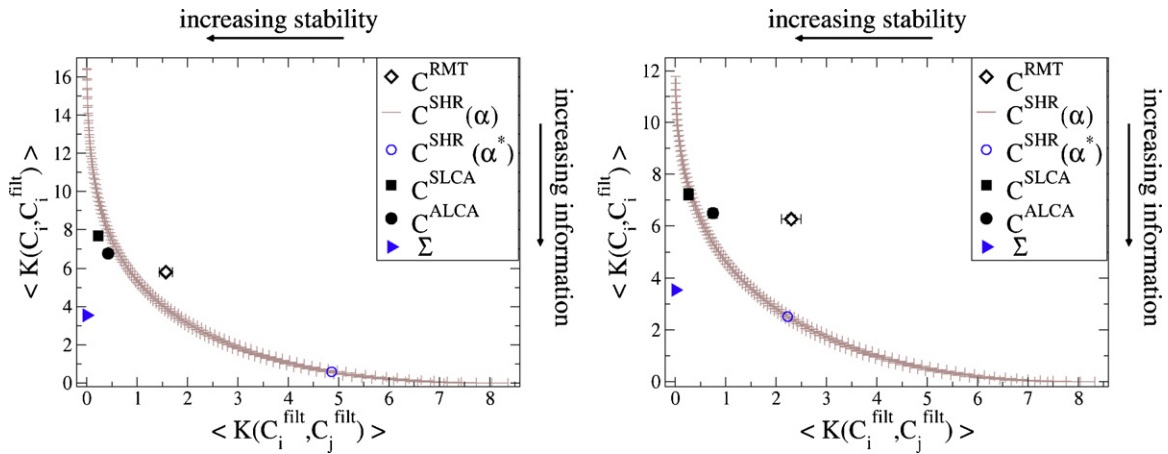 increasing stability
16
14
12
10
8
6
4
2
0
0 1 2 3 4 5 6 7 8
< K(C_i, C_i^filt) >
< K(C_i^filt, C_j^filt) >
C^RMT
C^SHR(α)
C^SHR(α*)
C^SLCA
C^ALCA
Σ
increasing information
increasing stability
12
10
8
6
4
2
0
0 1 2 3 4 5 6 7 8
< K(C_i, C_i^filt) >
< K(C_i^filt, C_j^filt) >
C^RMT
C^SHR(α)
C^SHR(α*)
C^SLCA
C^ALCA
Σ
increasing information